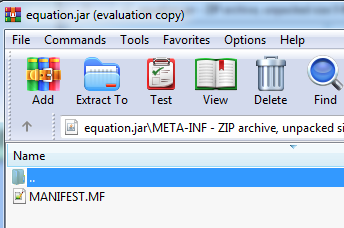 equation.jar (evaluation copy)
File Commands Tools Favorites Options Help
Add Extract To Test View Delete Find
equation.jar\META-INF - ZIP archive, unpacked si
Name
..
MANIFEST.MF